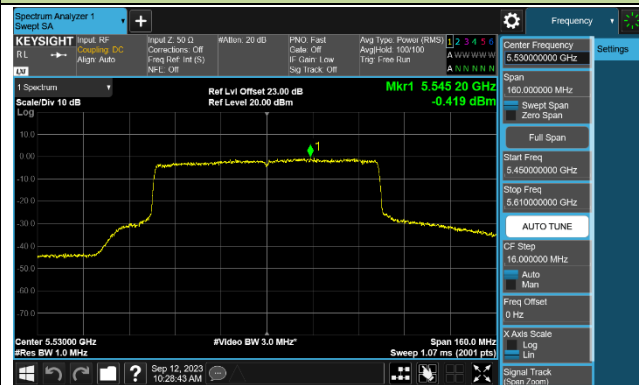 Spectrum Analyzer 1
Swept SA
Frequency
KEYSIGHT
RL
LXI
Input: RF
Coupling: DC
Align: Auto
Input Z: 50 Ω
Corrections: Off
Freq Ref: Int (S)
NFE: Off
#Atten: 20 dB
PNO: Fast
Gate: Off
IF Gain: Low
Sig Track: Off
Avg Type: Power (RMS)
Avg|Hold: 100/100
Trig: Free Run
1 2 3 4 5 6
A W W W W W
A N N N N N
1 Spectrum
Scale/Div 10 dB
Log
Ref Lvl Offset 23.00 dB
Ref Level 20.00 dBm
Mkr1 5.545 20 GHz
-0.419 dBm
10.0
0.00
-10.0
-20.0
-30.0
-40.0
-50.0
-60.0
-70.0
1
Center 5.53000 GHz
#Res BW 1.0 MHz
#Video BW 3.0 MHz*
Span 160.0 MHz
Sweep 1.07 ms (2001 pts)
Sep 12, 2023
10:28:43 AM
Center Frequency
5.530000000 GHz
Settings
Span
160.000000 MHz
Swept Span
Zero Span
Full Span
Start Freq
5.450000000 GHz
Stop Freq
5.610000000 GHz
AUTO TUNE
CF Step
16.000000 MHz
Auto
Man
Freq Offset
0 Hz
X Axis Scale
Log
Lin
Signal Track
(Span Zoom)